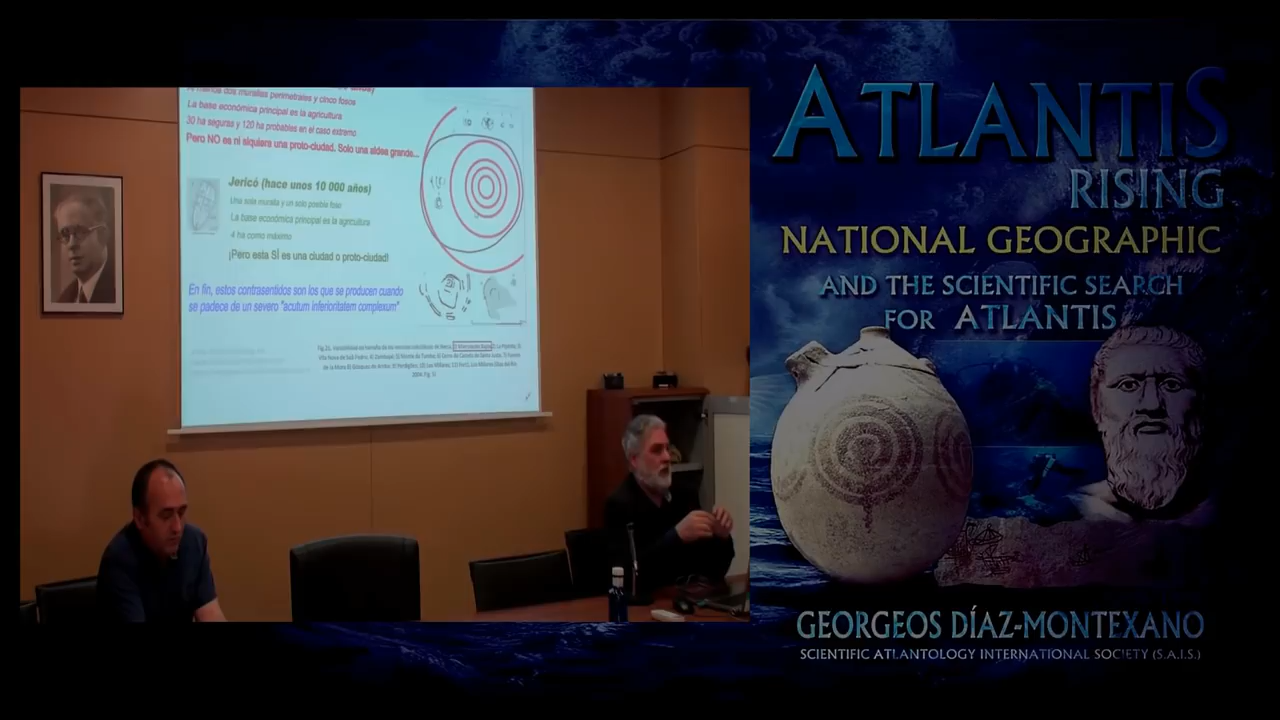 A menos dos murallas perimetrales y cinco fosos
La base económica principal es la agricultura
30 ha seguras y 120 ha probables en el caso extremo
Pero NO es ni siquiera una proto-ciudad. Solo una aldea grande...
Jericó (hace unos 10 000 años)
Una sola muralla y un solo posible foso
La base económica principal es la agricultura
4 ha como máximo
¡Pero esta SÍ es una ciudad o proto-ciudad!
En fin, estos contrasentidos son los que se producen cuando
se padece de un severo "acutum inferioritatem complexum"
ATLANTIS
RISING
NATIONAL GEOGRAPHIC
AND THE SCIENTIFIC SEARCH
FOR ATLANTIS
GEORGEOS DÍAZ-MONTEXANO
SCIENTIFIC ATLANTOLOGY INTERNATIONAL SOCIETY (S.A.I.S.)